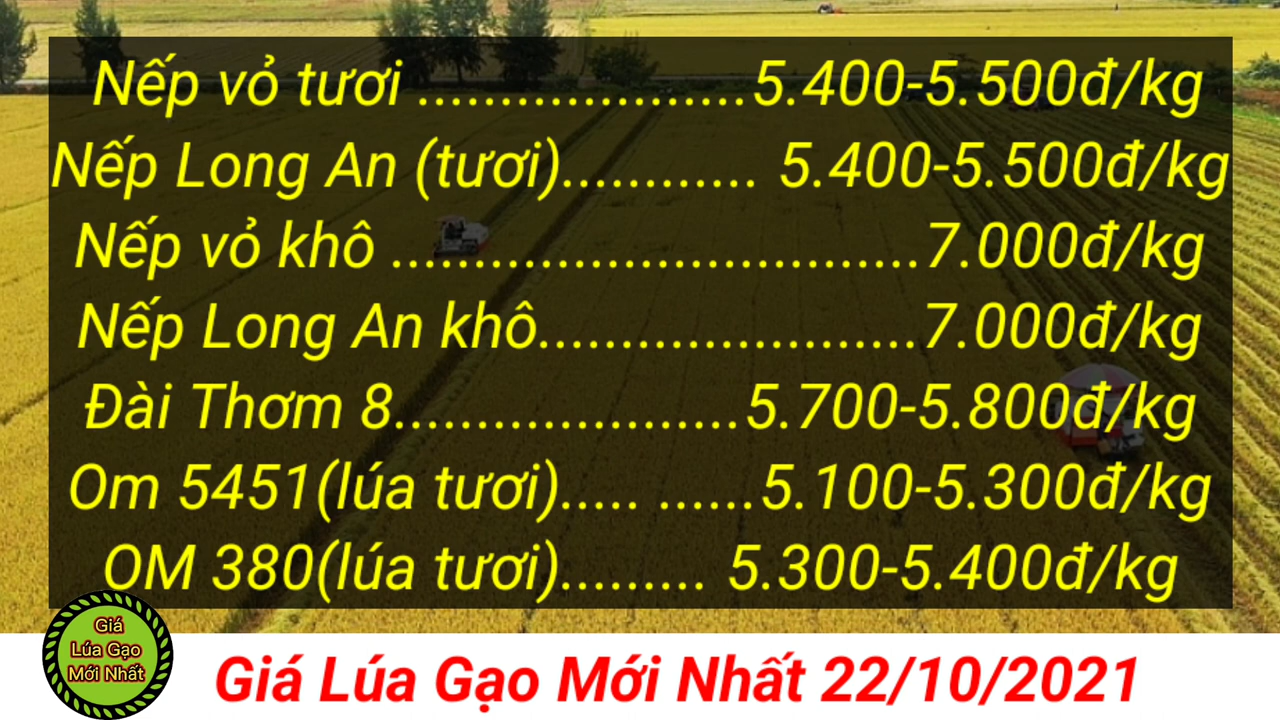 Nếp vỏ tươi ....................5.400-5.500đ/kg
Nếp Long An (tươi)............ 5.400-5.500đ/kg
Nếp vỏ khô ................................7.000đ/kg
Nếp Long An khô.......................7.000đ/kg
Đài Thơm 8.....................5.700-5.800đ/kg
Om 5451(lúa tươi)..... ......5.100-5.300đ/kg
OM 380(lúa tươi)......... 5.300-5.400đ/kg
Giá
Lúa Gạo
Mới Nhất
Giá Lúa Gạo Mới Nhất 22/10/2021